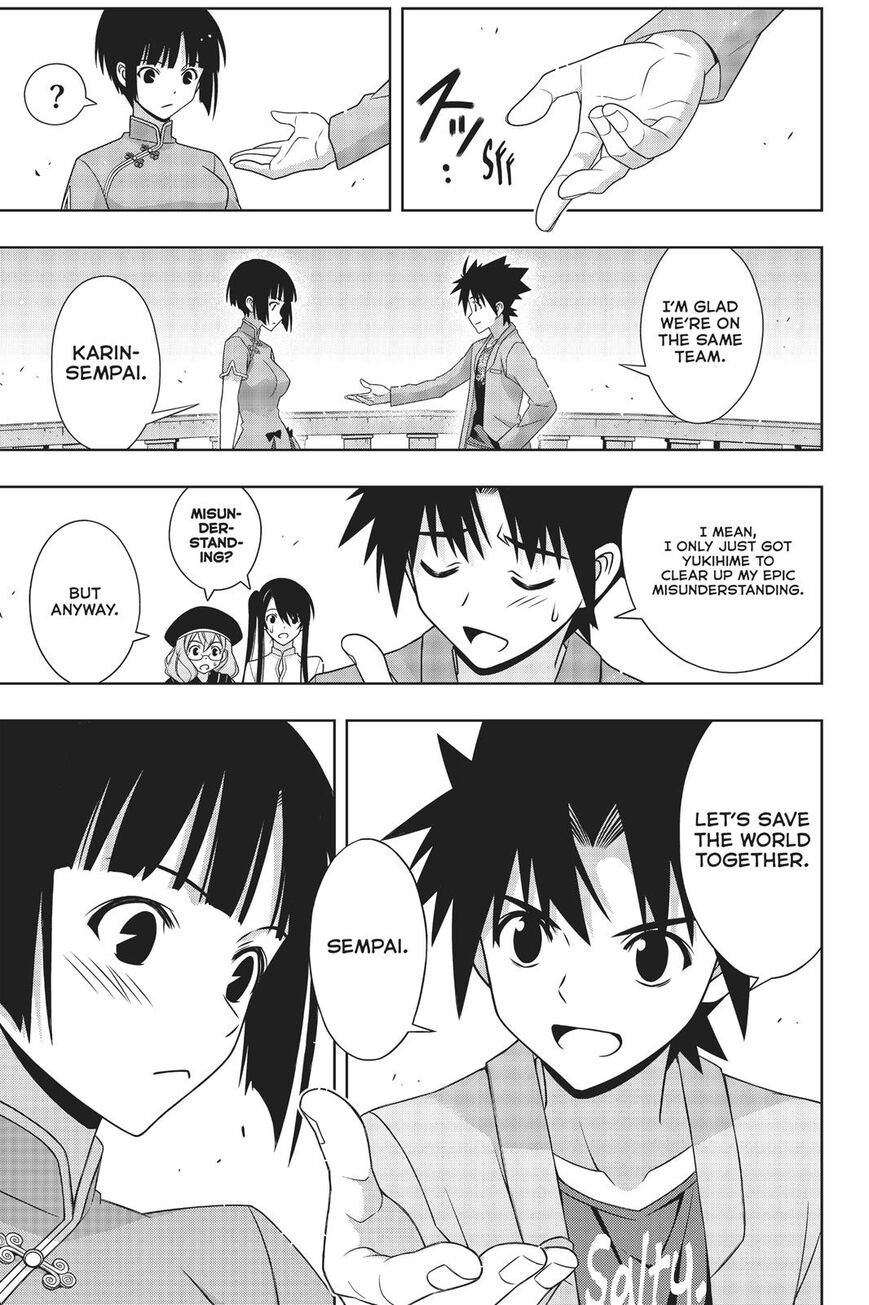 スッ:
SFF
?
I'M GLAD
WE'RE ON
THE SAME
TEAM.
KARIN-
SEMPAI.
I MEAN,
I ONLY JUST GOT
YUKIHIME TO
CLEAR UP MY EPIC
MISUNDERSTANDING.
MISUN-
DER-
STAND-
ING?
BUT
ANYWAY.
LET'S SAVE
THE WORLD
TOGETHER.
SEMPAI.
Salty.